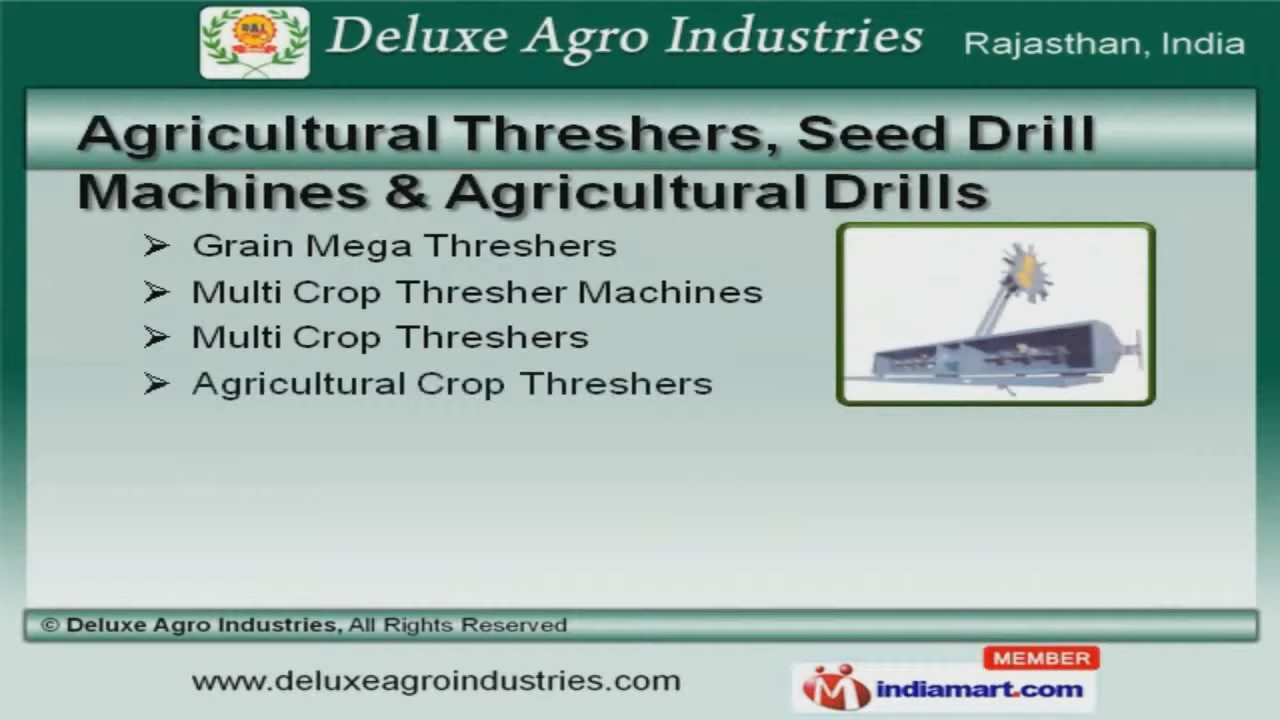 Deluxe Agro Industries
Rajasthan, India
Agricultural Threshers, Seed Drill
Machines & Agricultural Drills
➢ Grain Mega Threshers
➢ Multi Crop Thresher Machines
➢ Multi Crop Threshers
➢ Agricultural Crop Threshers
© Deluxe Agro Industries, All Rights Reserved
www.deluxeagroindustries.com
MEMBER
indiamart.com